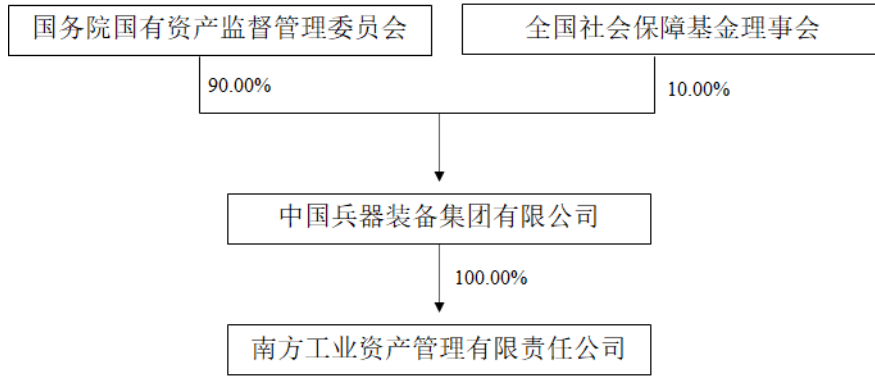 国务院国有资产监督管理委员会
全国社会保障基金理事会
90.00%
10.00%
中国兵器装备集团有限公司
100.00%
南方工业资产管理有限责任公司